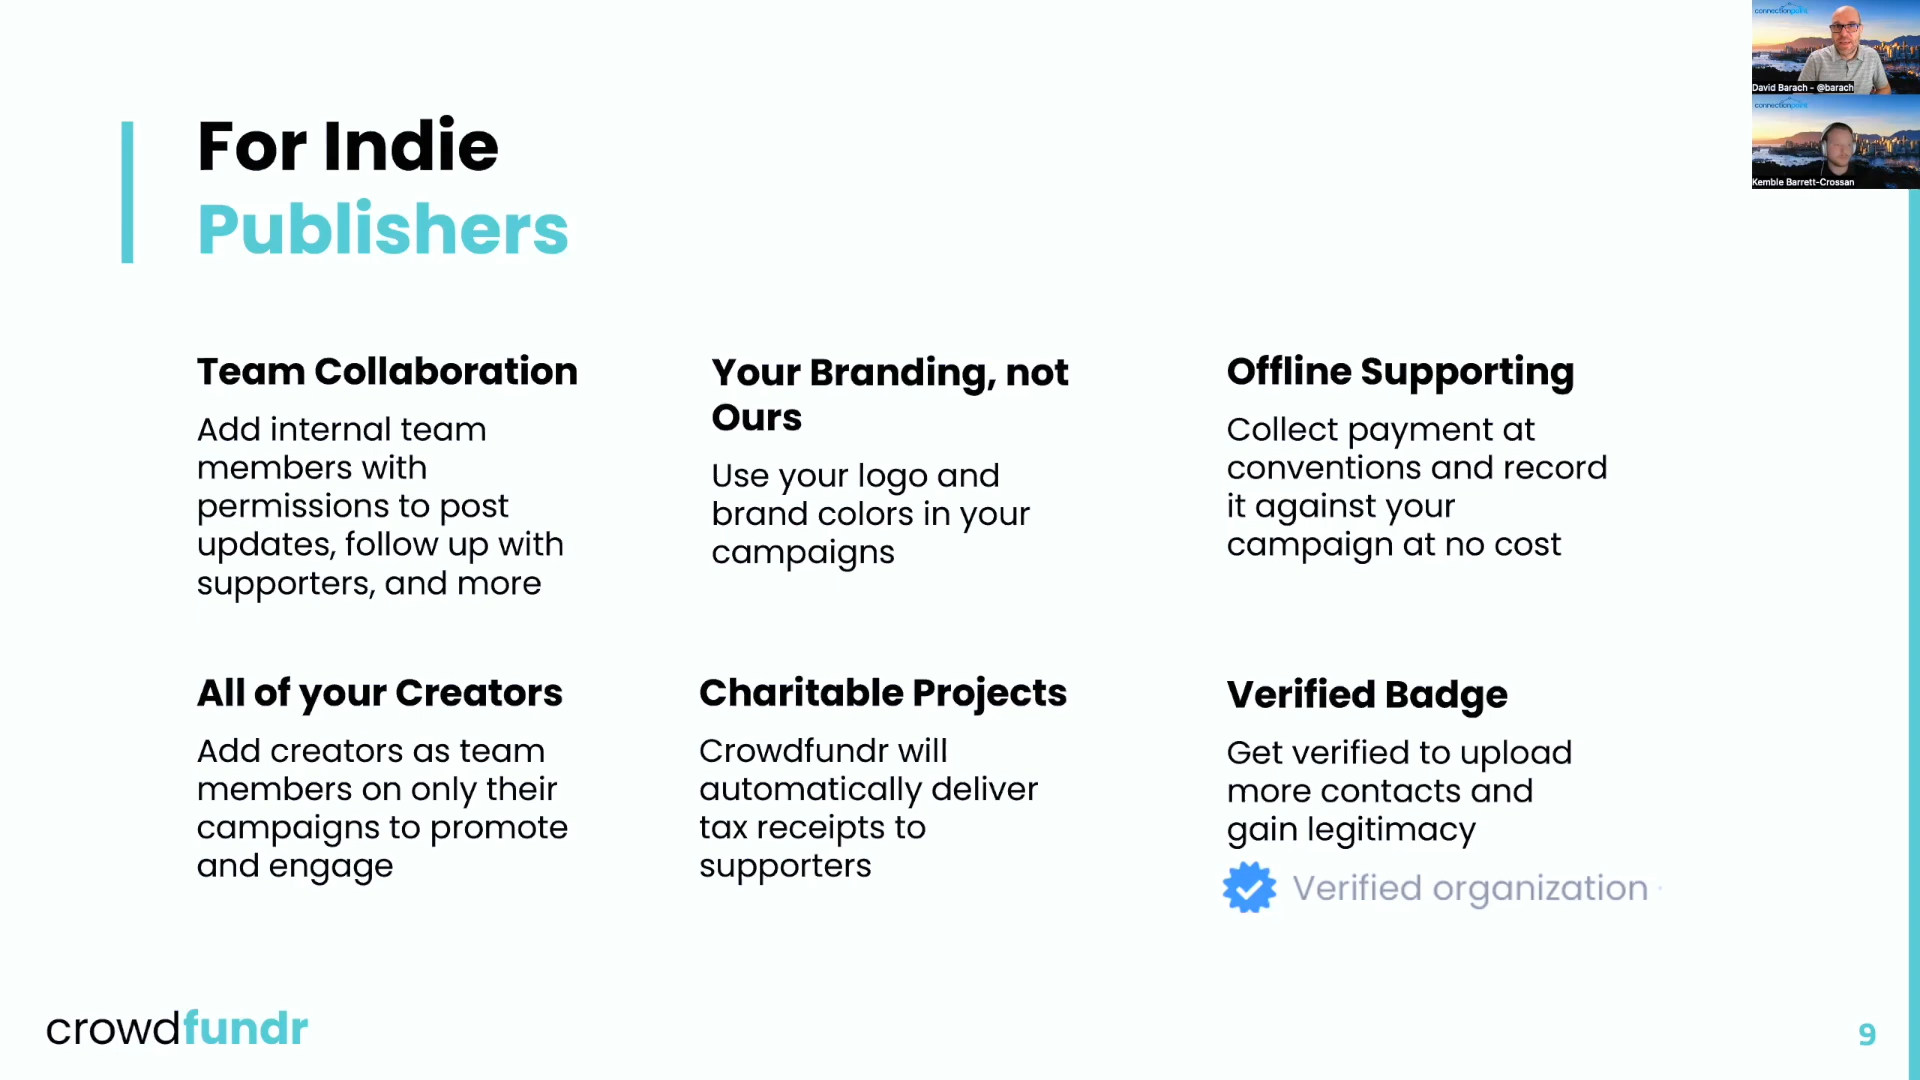 connectionpoint
David Barach - @barach
connectionpoint
Kemble Barrett-Crossan
For Indie
Publishers
Team Collaboration
Add internal team
members with
permissions to post
updates, follow up with
supporters, and more
Your Branding, not
Ours
Use your logo and
brand colors in your
campaigns
Offline Supporting
Collect payment at
conventions and record
it against your
campaign at no cost
All of your Creators
Add creators as team
members on only their
campaigns to promote
and engage
Charitable Projects
Crowdfundr will
automatically deliver
tax receipts to
supporters
Verified Badge
Get verified to upload
more contacts and
gain legitimacy
Verified organization
crowdfundr
9